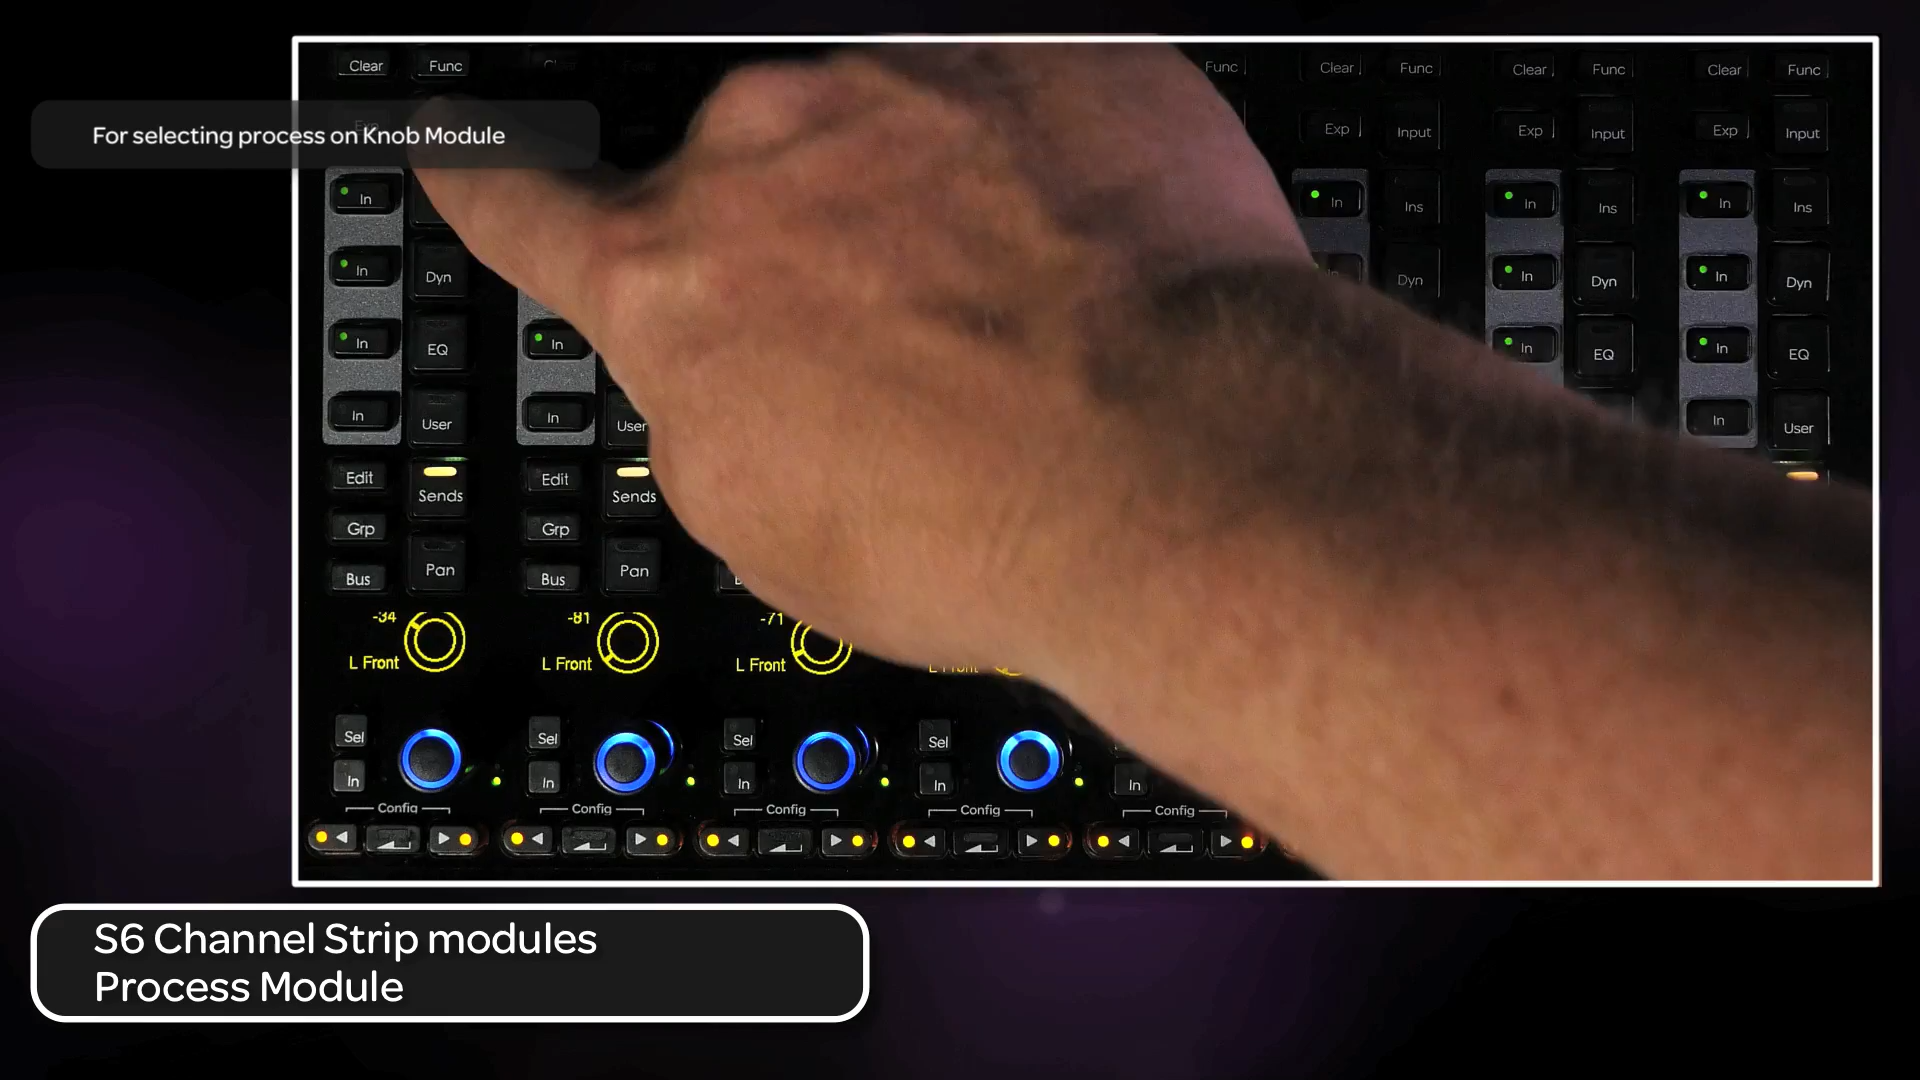 Clear Func Func Clear Func Clear Func Clear Func
For selecting process on Knob Module
Exp Input Exp Input Exp Input
In In Ins In Ins In Ins
In Dyn Dyn In Dyn In Dyn
In EQ In In EQ In EQ
In User In User In User
Edit Sends Edit Sends
Grp Grp
Bus Pan Bus Pan
-34 -81 -71
L Front L Front L Front
Sel Sel Sel Sel
In In In In In
Config Config Config Config Config
S6 Channel Strip modules
Process Module